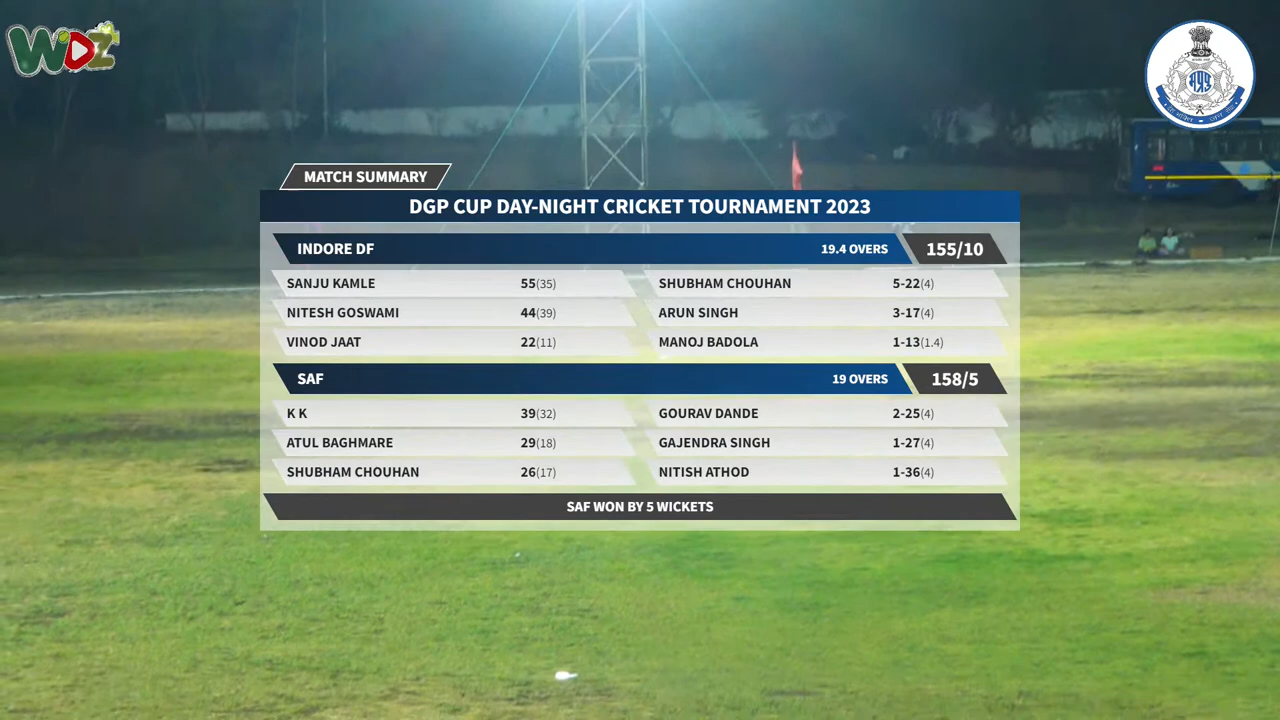 WDZ
मप्रपु
MATCH SUMMARY
DGP CUP DAY-NIGHT CRICKET TOURNAMENT 2023
INDORE DF 19.4 OVERS 155/10
SANJU KAMLE 55(35) SHUBHAM CHOUHAN 5-22(4)
NITESH GOSWAMI 44(39) ARUN SINGH 3-17(4)
VINOD JAAT 22(11) MANOJ BADOLA 1-13(1.4)
SAF 19 OVERS 158/5
K K 39(32) GOURAV DANDE 2-25(4)
ATUL BAGHMARE 29(18) GAJENDRA SINGH 1-27(4)
SHUBHAM CHOUHAN 26(17) NITISH ATHOD 1-36(4)
SAF WON BY 5 WICKETS